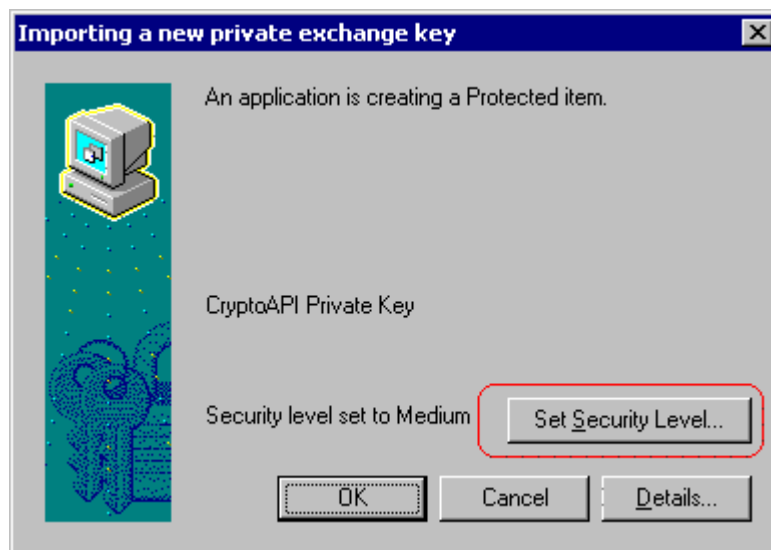 Importing a new private exchange key
An application is creating a Protected item.
CryptoAPI Private Key
Security level set to Medium
Set Security Level...
OK
Cancel
Details...